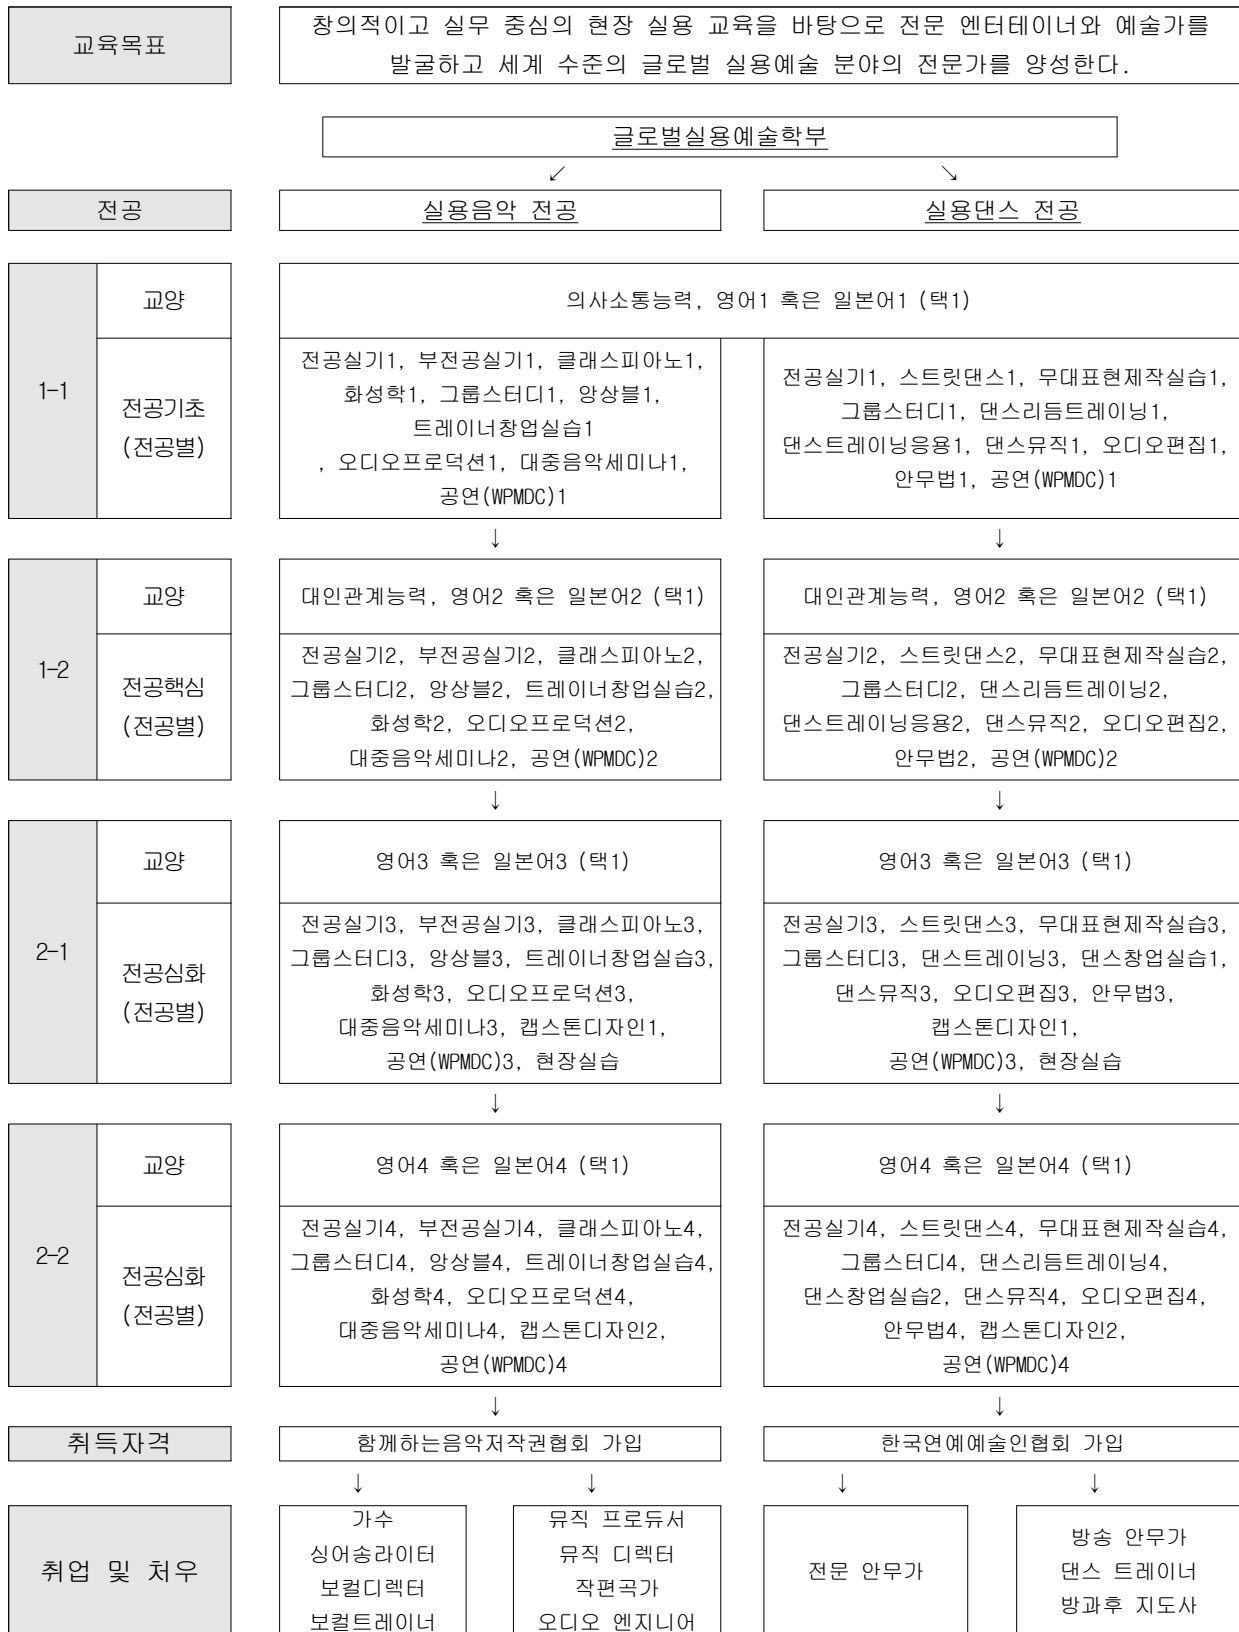 교육목표
창의적이고 실무 중심의 현장 실용 교육을 바탕으로 전문 엔터테이너와 예술가를
발굴하고 세계 수준의 글로벌 실용예술 분야의 전문가를 양성한다.
글로벌실용예술학부
↙ ↘
전공
실용음악 전공
실용댄스 전공
1-1
교양
의사소통능력, 영어1 혹은 일본어1 (택1)
전공기초
(전공별)
전공실기1, 부전공실기1, 클래스피아노1,
화성학1, 그룹스터디1, 앙상블1,
트레이너창업실습1
, 오디오프로덕션1, 대중음악세미나1,
공연(WPMDC)1
전공실기1, 스트릿댄스1, 무대표현제작실습1,
그룹스터디1, 댄스리듬트레이닝1,
댄스트레이닝응용1, 댄스뮤직1, 오디오편집1,
안무법1, 공연(WPMDC)1
↓ ↓
1-2
교양
대인관계능력, 영어2 혹은 일본어2 (택1)
대인관계능력, 영어2 혹은 일본어2 (택1)
전공핵심
(전공별)
전공실기2, 부전공실기2, 클래스피아노2,
그룹스터디2, 앙상블2, 트레이너창업실습2,
화성학2, 오디오프로덕션2,
대중음악세미나2, 공연(WPMDC)2
전공실기2, 스트릿댄스2, 무대표현제작실습2,
그룹스터디2, 댄스리듬트레이닝2,
댄스트레이닝응용2, 댄스뮤직2, 오디오편집2,
안무법2, 공연(WPMDC)2
↓ ↓
2-1
교양
영어3 혹은 일본어3 (택1)
영어3 혹은 일본어3 (택1)
전공심화
(전공별)
전공실기3, 부전공실기3, 클래스피아노3,
그룹스터디3, 앙상블3, 트레이너창업실습3,
화성학3, 오디오프로덕션3,
대중음악세미나3, 캡스톤디자인1,
공연(WPMDC)3, 현장실습
전공실기3, 스트릿댄스3, 무대표현제작실습3,
그룹스터디3, 댄스트레이닝3, 댄스창업실습1,
댄스뮤직3, 오디오편집3, 안무법3,
캡스톤디자인1,
공연(WPMDC)3, 현장실습
↓ ↓
2-2
교양
영어4 혹은 일본어4 (택1)
영어4 혹은 일본어4 (택1)
전공심화
(전공별)
전공실기4, 부전공실기4, 클래스피아노4,
그룹스터디4, 앙상블4, 트레이너창업실습4,
화성학4, 오디오프로덕션4,
대중음악세미나4, 캡스톤디자인2,
공연(WPMDC)4
전공실기4, 스트릿댄스4, 무대표현제작실습4,
그룹스터디4, 댄스리듬트레이닝4,
댄스창업실습2, 댄스뮤직4, 오디오편집4,
안무법4, 캡스톤디자인2,
공연(WPMDC)4
↓ ↓
취득자격
함께하는음악저작권협회 가입
한국연예예술인협회 가입
↓ ↓ ↓ ↓
취업 및 처우
가수
싱어송라이터
보컬디렉터
보컬트레이너
뮤직 프로듀서
뮤직 디렉터
작편곡가
오디오 엔지니어
전문 안무가
방송 안무가
댄스 트레이너
방과후 지도사